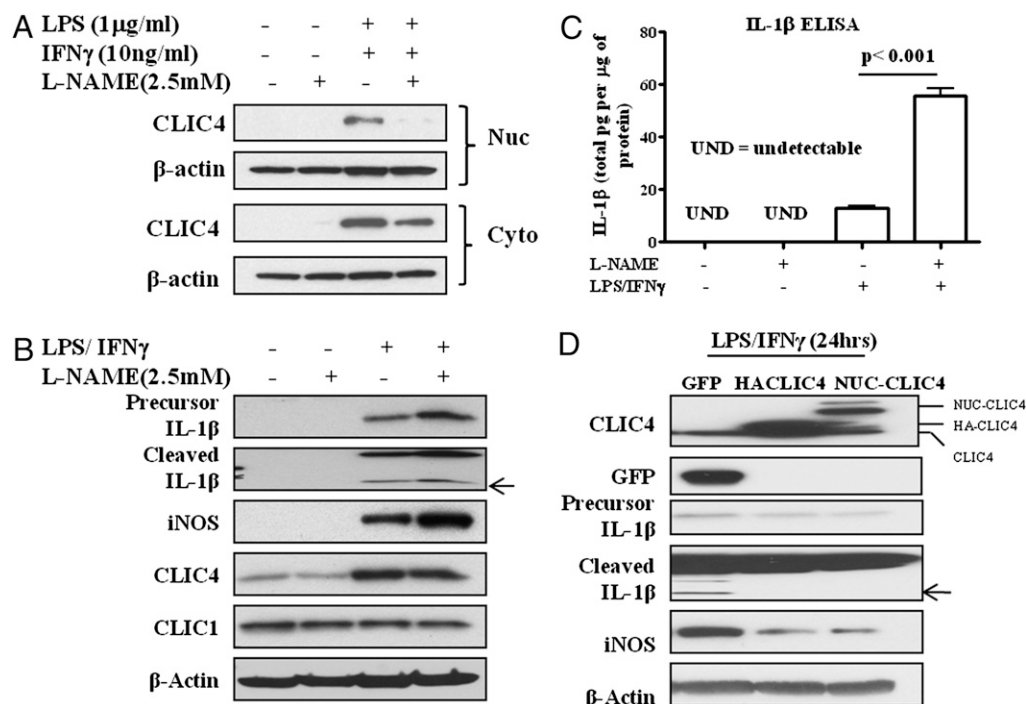 A
LPS (1μg/ml) - - + +
IFNγ (10ng/ml) - - + +
L-NAME(2.5mM) - + - +
CLIC4
β-actin
Nuc
CLIC4
β-actin
Cyto
B
LPS/ IFNγ - - + +
L-NAME(2.5mM) - + - +
Precursor
IL-1β
Cleaved
IL-1β
iNOS
CLIC4
CLIC1
β-Actin
C
IL-1β ELISA
p< 0.001
IL-1β (total pg per μg of
protein)
80
60
40
20
0
UND = undetectable
UND UND
L-NAME - + - +
LPS/IFNγ - - + +
D
LPS/IFNγ (24hrs)
GFP HACLIC4 NUC-CLIC4
CLIC4
NUC-CLIC4
HA-CLIC4
CLIC4
GFP
Precursor
IL-1β
Cleaved
IL-1β
iNOS
β-Actin